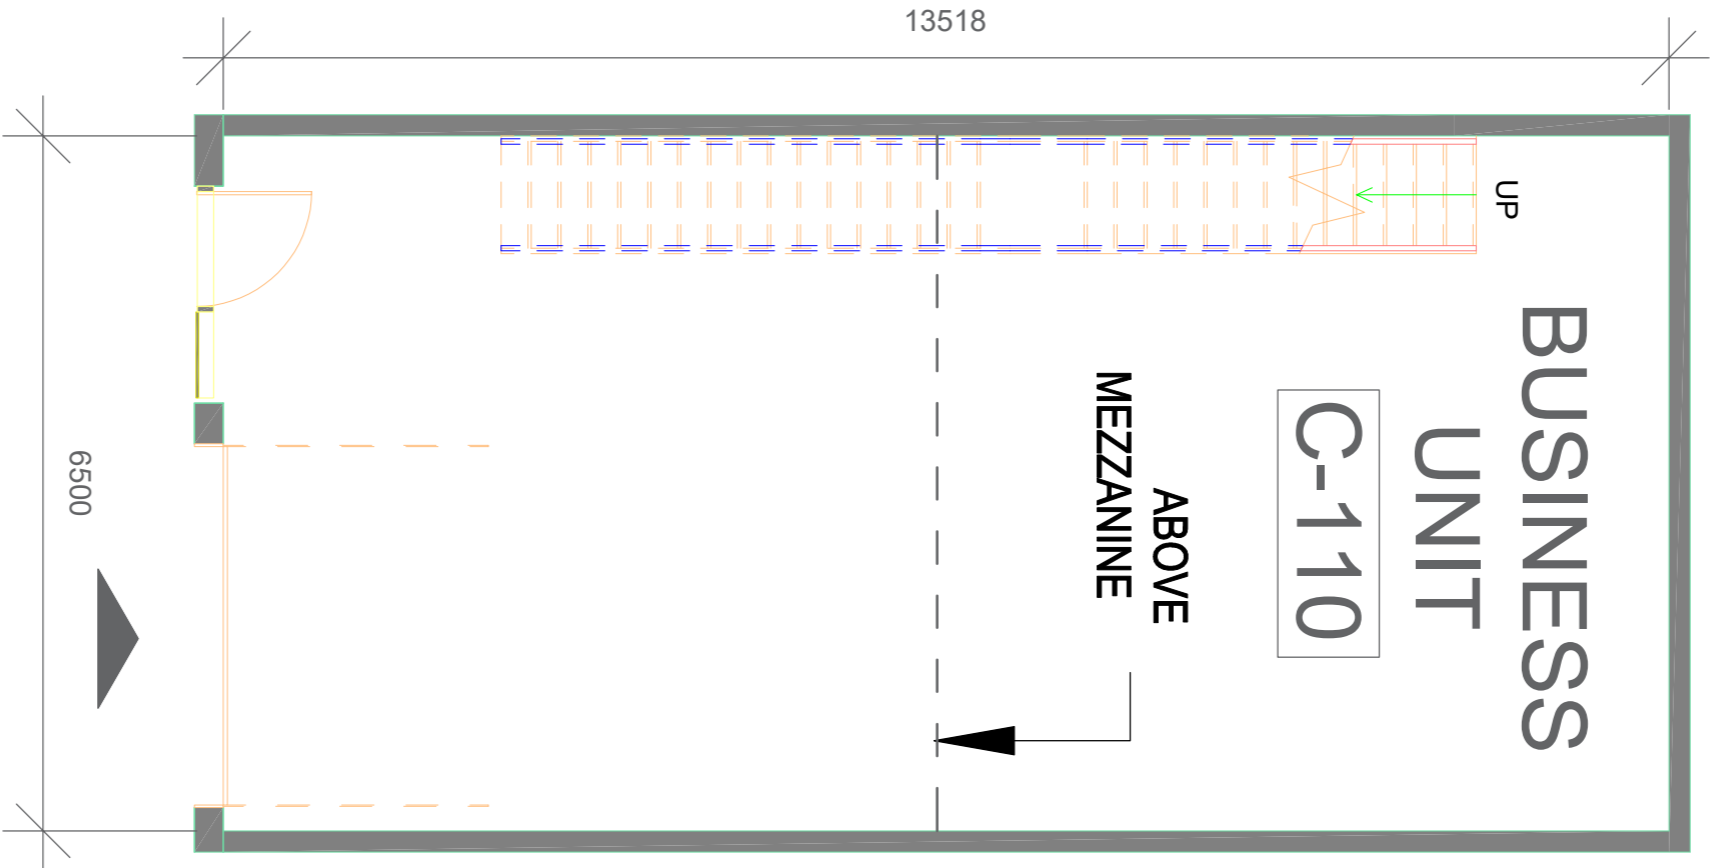 13518
6500
UP
BUSINESS
UNIT
C-110
ABOVE
MEZZANINE